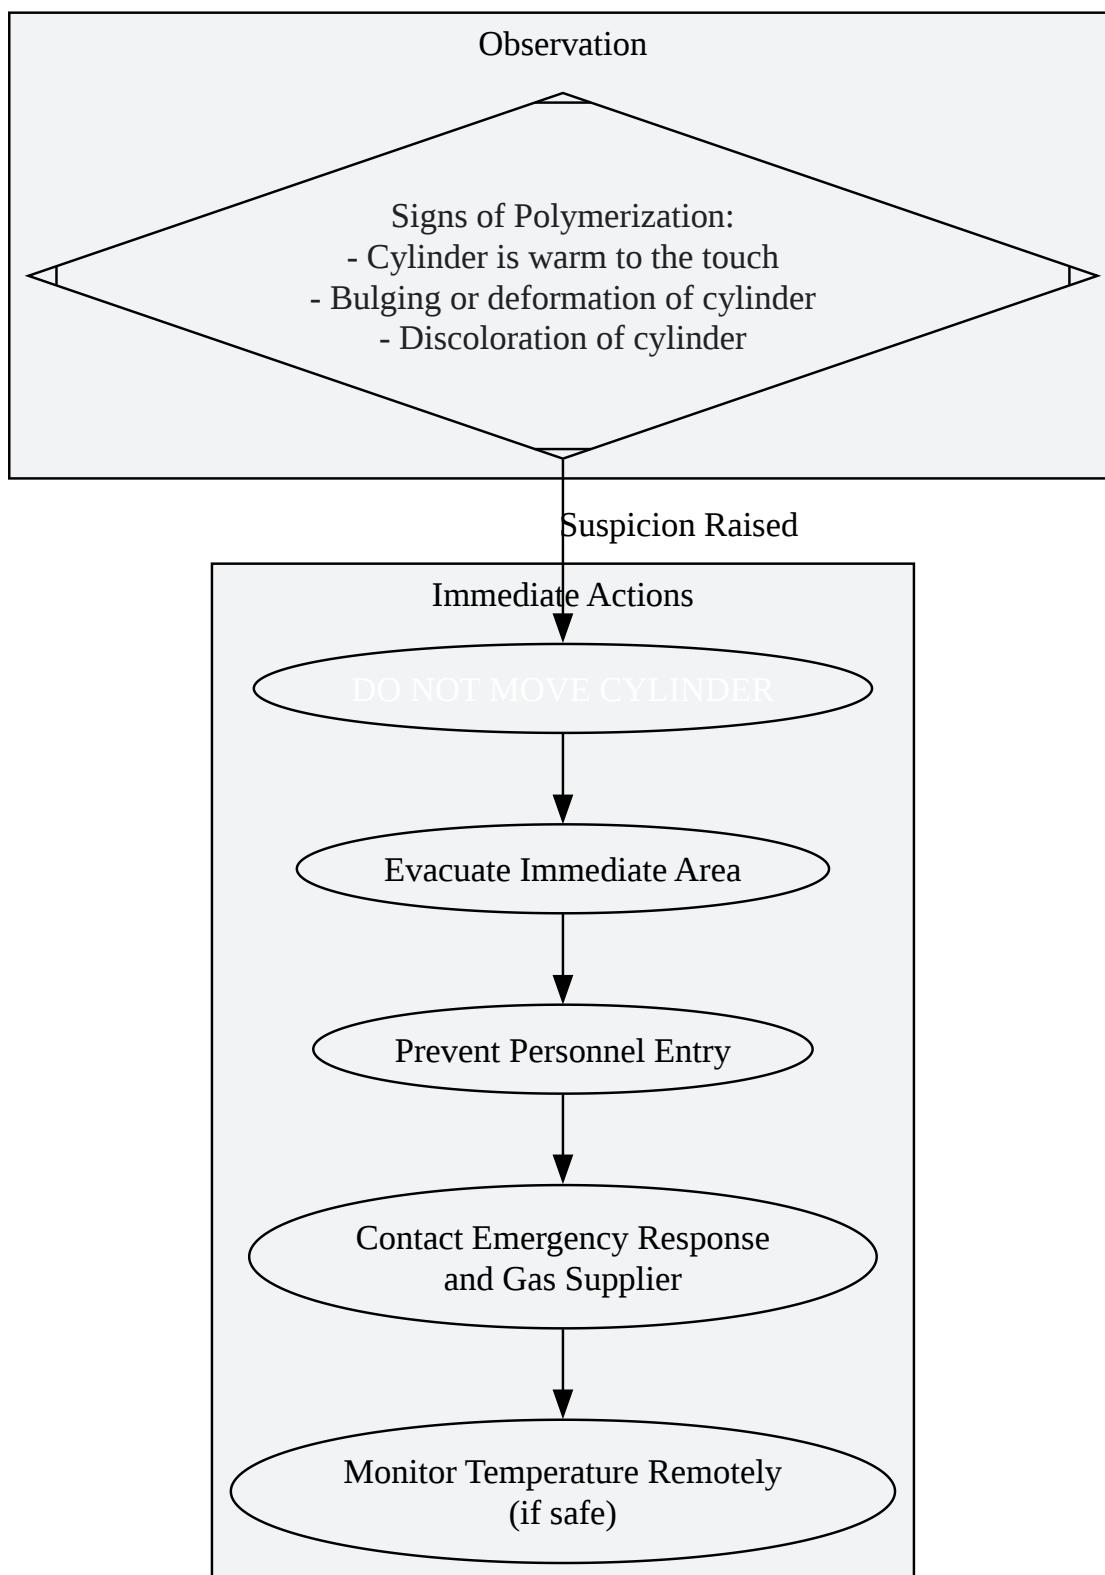 Observation
Signs of Polymerization:
- Cylinder is warm to the touch
- Bulging or deformation of cylinder
- Discoloration of cylinder
Suspicion Raised
Immediate Actions
DO NOT MOVE CYLINDER
Evacuate Immediate Area
Prevent Personnel Entry
Contact Emergency Response
and Gas Supplier
Monitor Temperature Remotely
(if safe)